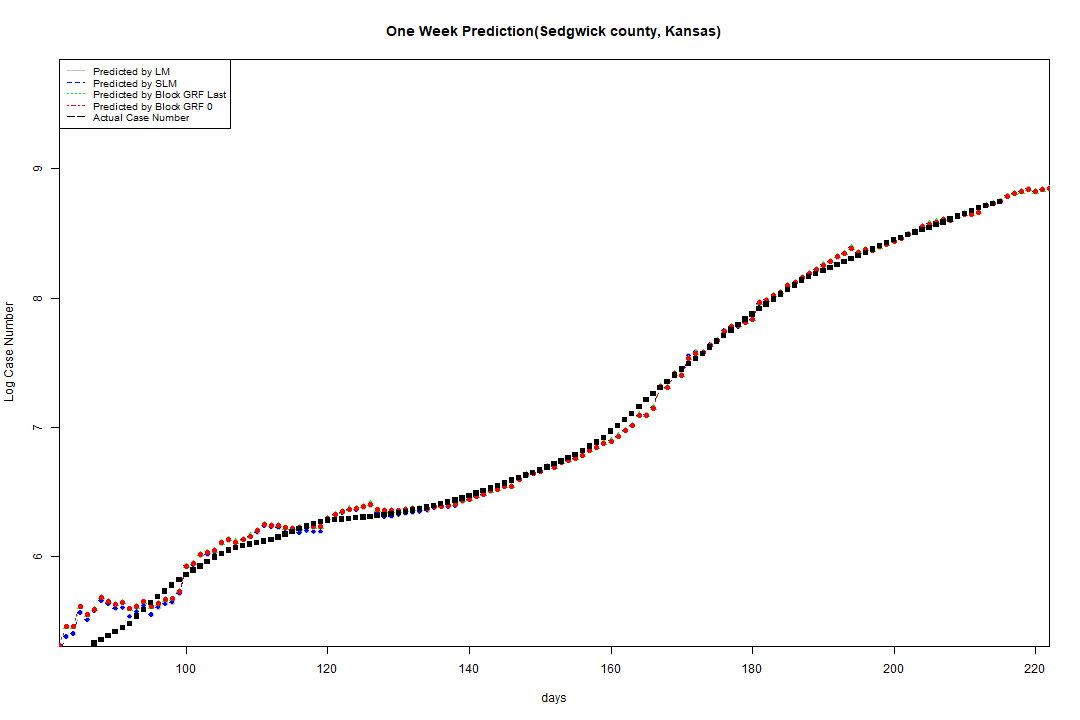 One Week Prediction(Sedgwick county, Kansas)
Predicted by LM
Predicted by SLM
Predicted by Block GRF Last
Predicted by Block GRF 0
Actual Case Number
9
8
7
6
Log Case Number
100 120 140 160 180 200 220
days